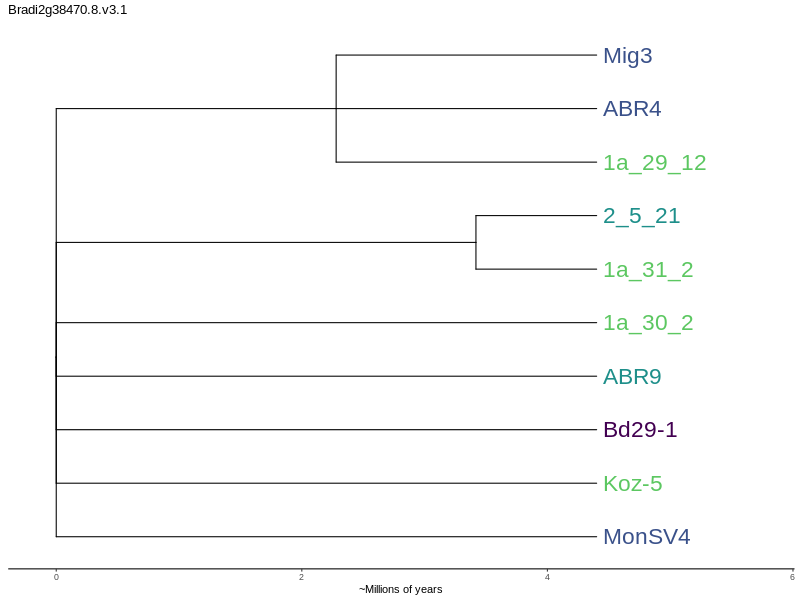 Bradi2g38470.8.v3.1
Mig3
ABR4
1a_29_12
2_5_21
1a_31_2
1a_30_2
ABR9
Bd29-1
Koz-5
MonSV4
0 2 4 6
~Millions of years